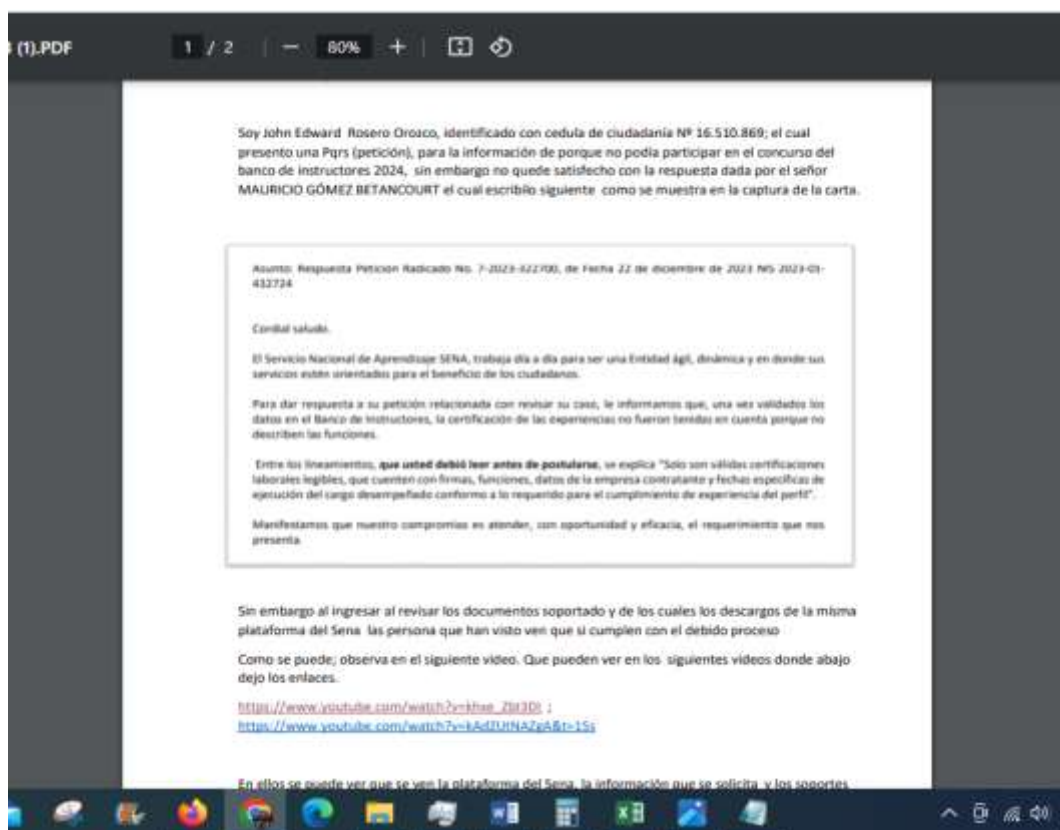 (1).PDF
1 / 2 — 80% +
Soy John Edward Rosero Orozco, identificado con cedula de ciudadanía Nº 16.510.869; el cual
presento una Pqrs (petición), para la información de porque no podía participar en el concurso del
banco de instructores 2024, sin embargo no quede satisfecho con la respuesta dada por el señor
MAURICIO GÓMEZ BETANCOURT el cual escribilo siguiente como se muestra en la captura de la carta.
Asunto: Respuesta Petición Radicado No. 7-2023-322700, de Fecha 22 de diciembre de 2023 NIS 2023-01-
432724
Cordial saludo.
El Servicio Nacional de Aprendizaje SENA, trabaja día a día para ser una Entidad ágil, dinámica y en donde sus
servicios estén orientados para el beneficio de los ciudadanos.
Para dar respuesta a su petición relacionada con revisar su caso, le informamos que, una vez validados los
datos en el Banco de Instructores, la certificación de las experiencias no fueron tenidas en cuenta porque no
describen las funciones.
Entre los lineamientos, que usted debió leer antes de postularse, se explica "Solo son válidas certificaciones
laborales legibles, que cuenten con firmas, funciones, datos de la empresa contratante y fechas específicas de
ejecución del cargo desempeñado conforme a lo requerido para el cumplimiento de experiencia del perfil".
Manifestamos que nuestro compromiso es atender, con oportunidad y eficacia, el requerimiento que nos
presenta.
Sin embargo al ingresar al revisar los documentos soportado y de los cuales los descargos de la misma
plataforma del Sena las persona que han visto ven que si cumplen con el debido proceso
Como se puede, observa en el siguiente video. Que pueden ver en los siguientes videos donde abajo
dejo los enlaces.
https://www.youtube.com/watch?v= ;
https://www.youtube.com/watch?v=kAdZUtNAZgA&t=15s
En ellos se puede ver que se ven la plataforma del Sena, la información que se solicita y los soportes